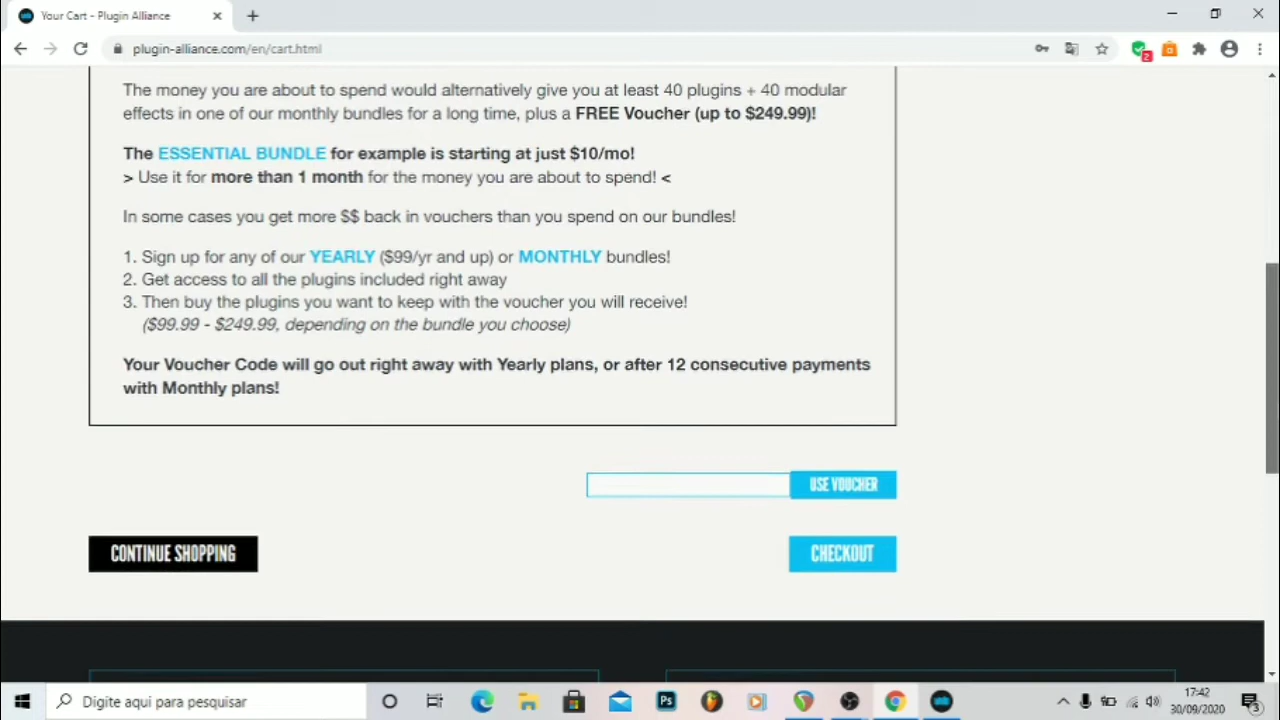 Your Cart - Plugin Alliance
plugin-alliance.com/en/cart.html
2
The money you are about to spend would alternatively give you at least 40 plugins + 40 modular
effects in one of our monthly bundles for a long time, plus a FREE Voucher (up to $249.99)!
The ESSENTIAL BUNDLE for example is starting at just $10/mo!
> Use it for more than 1 month for the money you are about to spend! <
In some cases you get more $$ back in vouchers than you spend on our bundles!
1. Sign up for any of our YEARLY ($99/yr and up) or MONTHLY bundles!
2. Get access to all the plugins included right away
3. Then buy the plugins you want to keep with the voucher you will receive!
($99.99 - $249.99, depending on the bundle you choose)
Your Voucher Code will go out right away with Yearly plans, or after 12 consecutive payments
with Monthly plans!
USE VOUCHER
CONTINUE SHOPPING
CHECKOUT
Digite aqui para pesquisar
Ps
17:42
30/09/2020
3